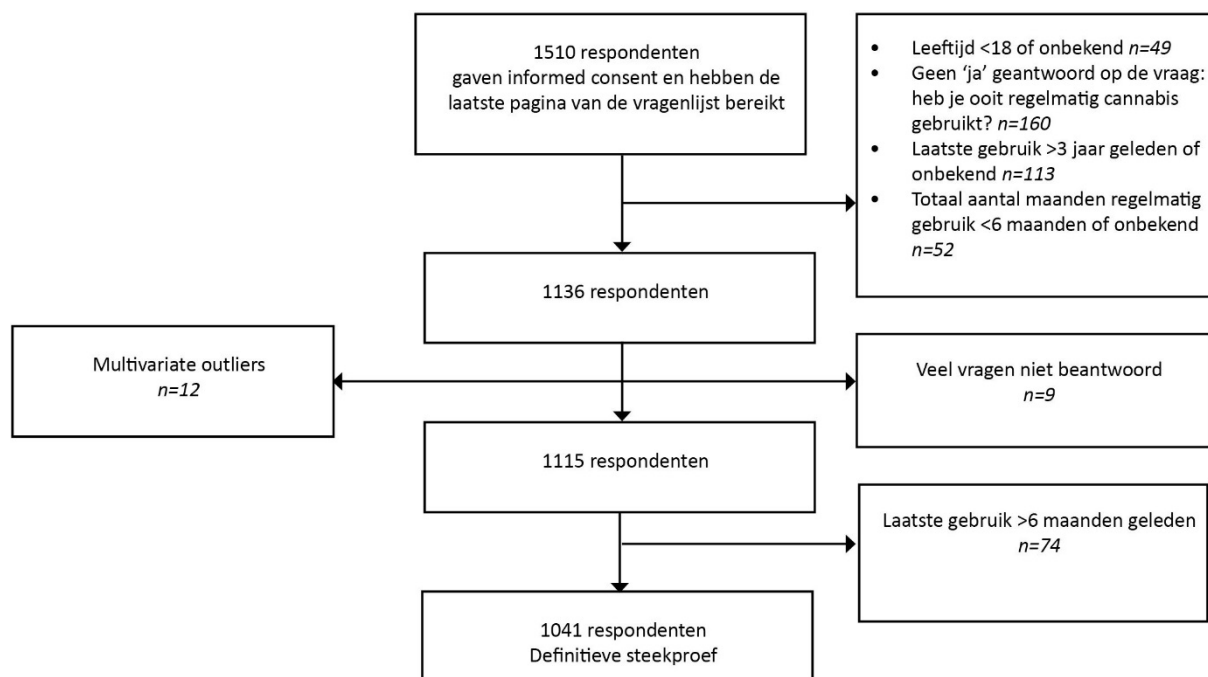 1510 respondenten
gaven informed consent en hebben de
laatste pagina van de vragenlijst bereikt
• Leeftijd <18 of onbekend n=49
• Geen ‘ja’ geantwoord op de vraag:
heb je ooit regelmatig cannabis
gebruikt? n=160
• Laatste gebruik >3 jaar geleden of
onbekend n=113
• Totaal aantal maanden regelmatig
gebruik <6 maanden of onbekend
n=52
1136 respondenten
Multivariate outliers
n=12
Veel vragen niet beantwoord
n=9
1115 respondenten
Laatste gebruik >6 maanden geleden
n=74
1041 respondenten
Definitieve steekproef